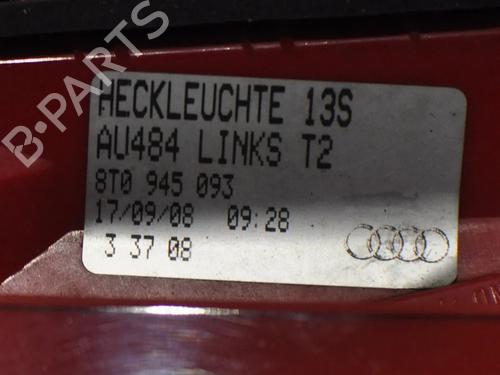 B-PARTS
HECKLEUCHTE 13S
AU484 LINKS T2
8T0 945 093
17/09/08 09:28
3 37 08